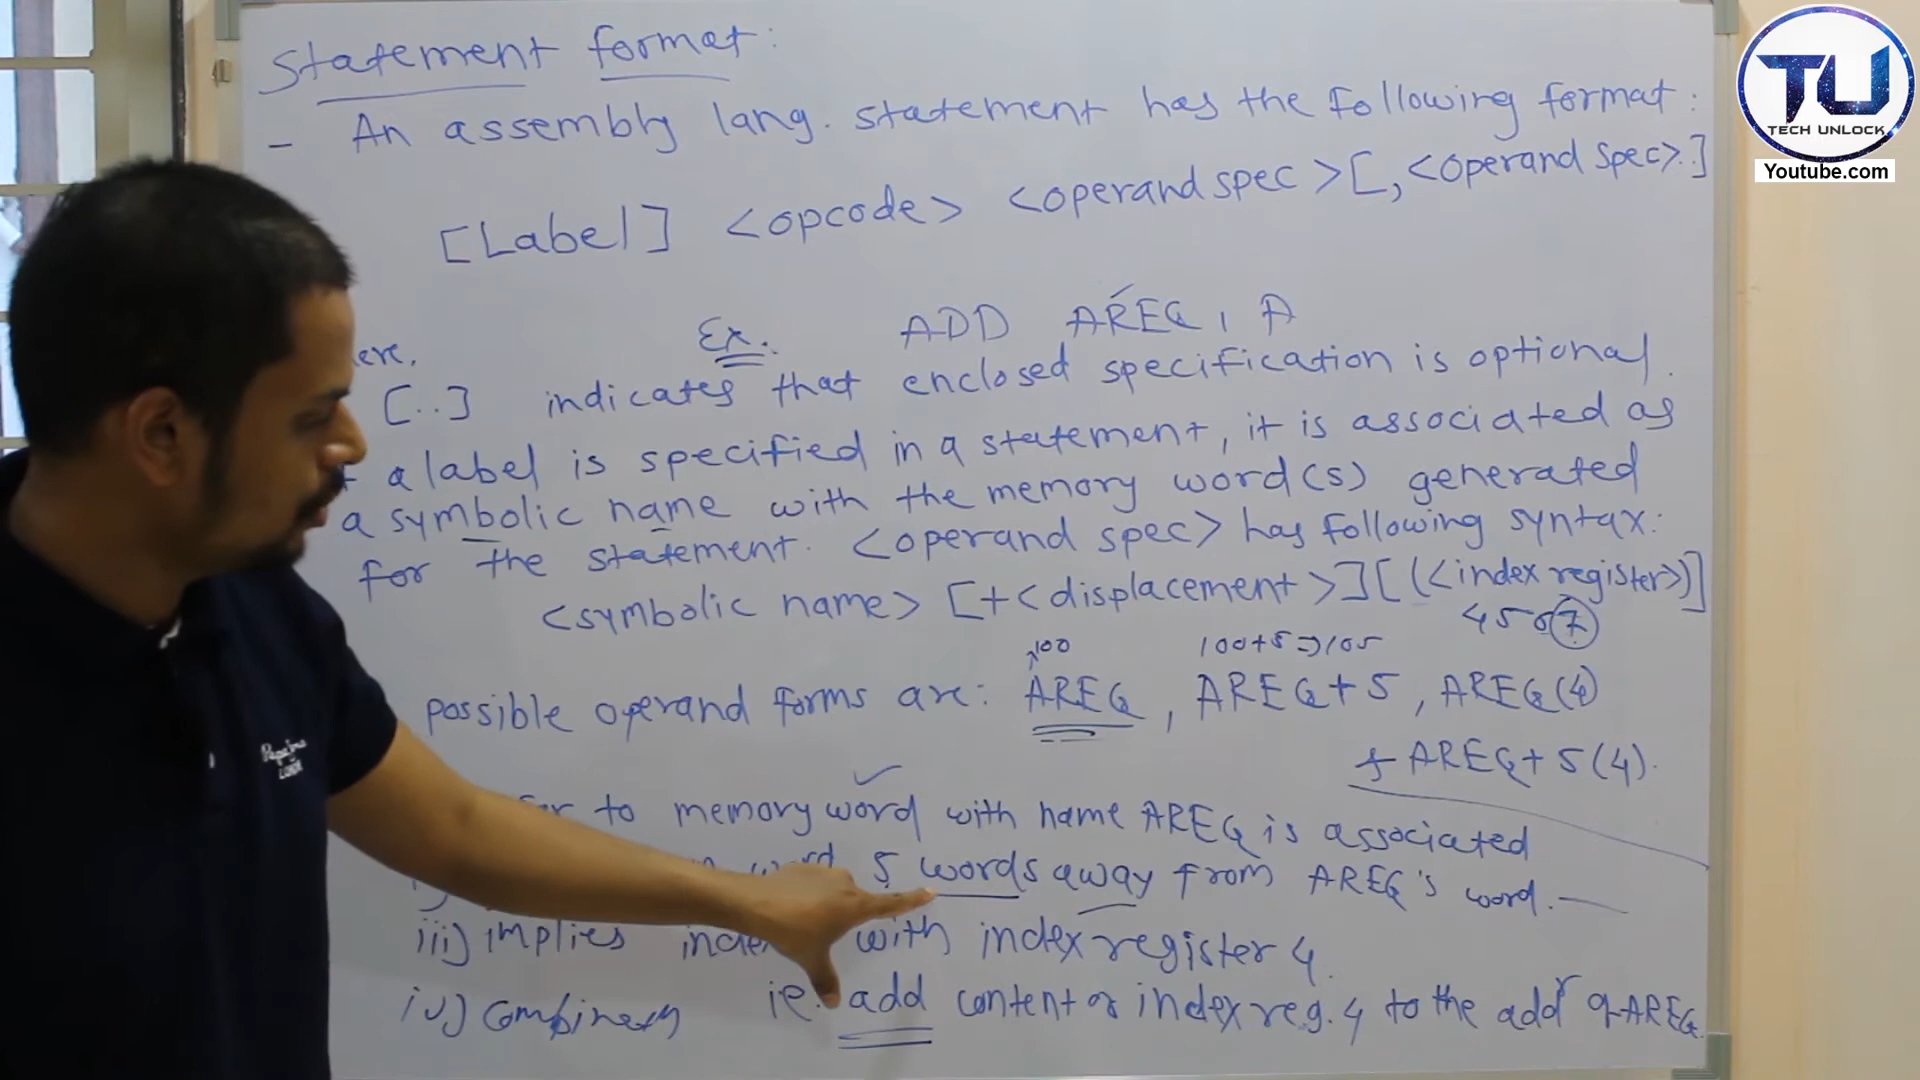 Statement format:
- An assembly lang. statement has the following format:
[Label] <opcode> <operand spec> [,<operand spec>..]
Ex. ADD AREG, A
ere,
[..] indicates that enclosed specification is optional.
a label is specified in a statement, it is associated as
a symbolic name with the memory word(s) generated
for the statement. <operand spec> has following syntax:
<symbolic name> [+<displacement>][(<index register>)]
100 100+5=>105
possible operand forms are: AREG, AREG+5, AREG(4)
+ AREG+5(4).
to memory word with name AREG is associated
word 5 words away from AREG's word.
iii) implies index with index register 4.
ie. add content of index reg. 4 to the addr of AREG.
iv) combines
TU
TECH UNLOCK
Youtube.com